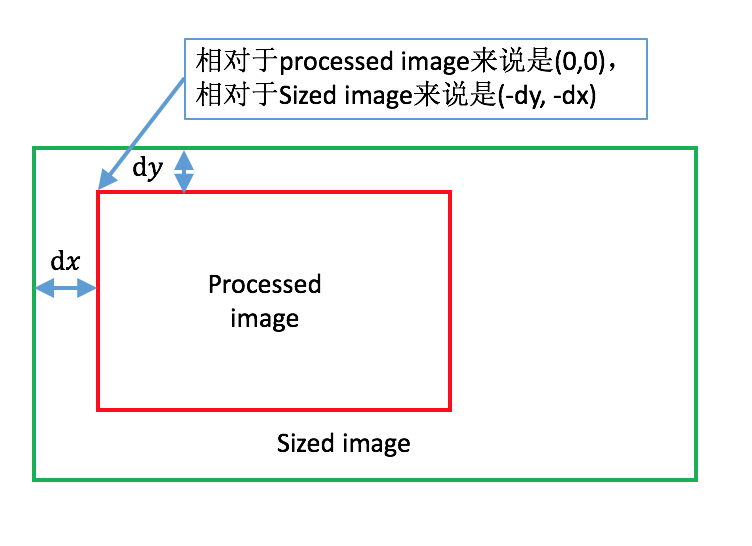 相对于processed image来说是(0,0)，
相对于Sized image来说是(-dy, -dx)
dy
dx
Processed
image
Sized image